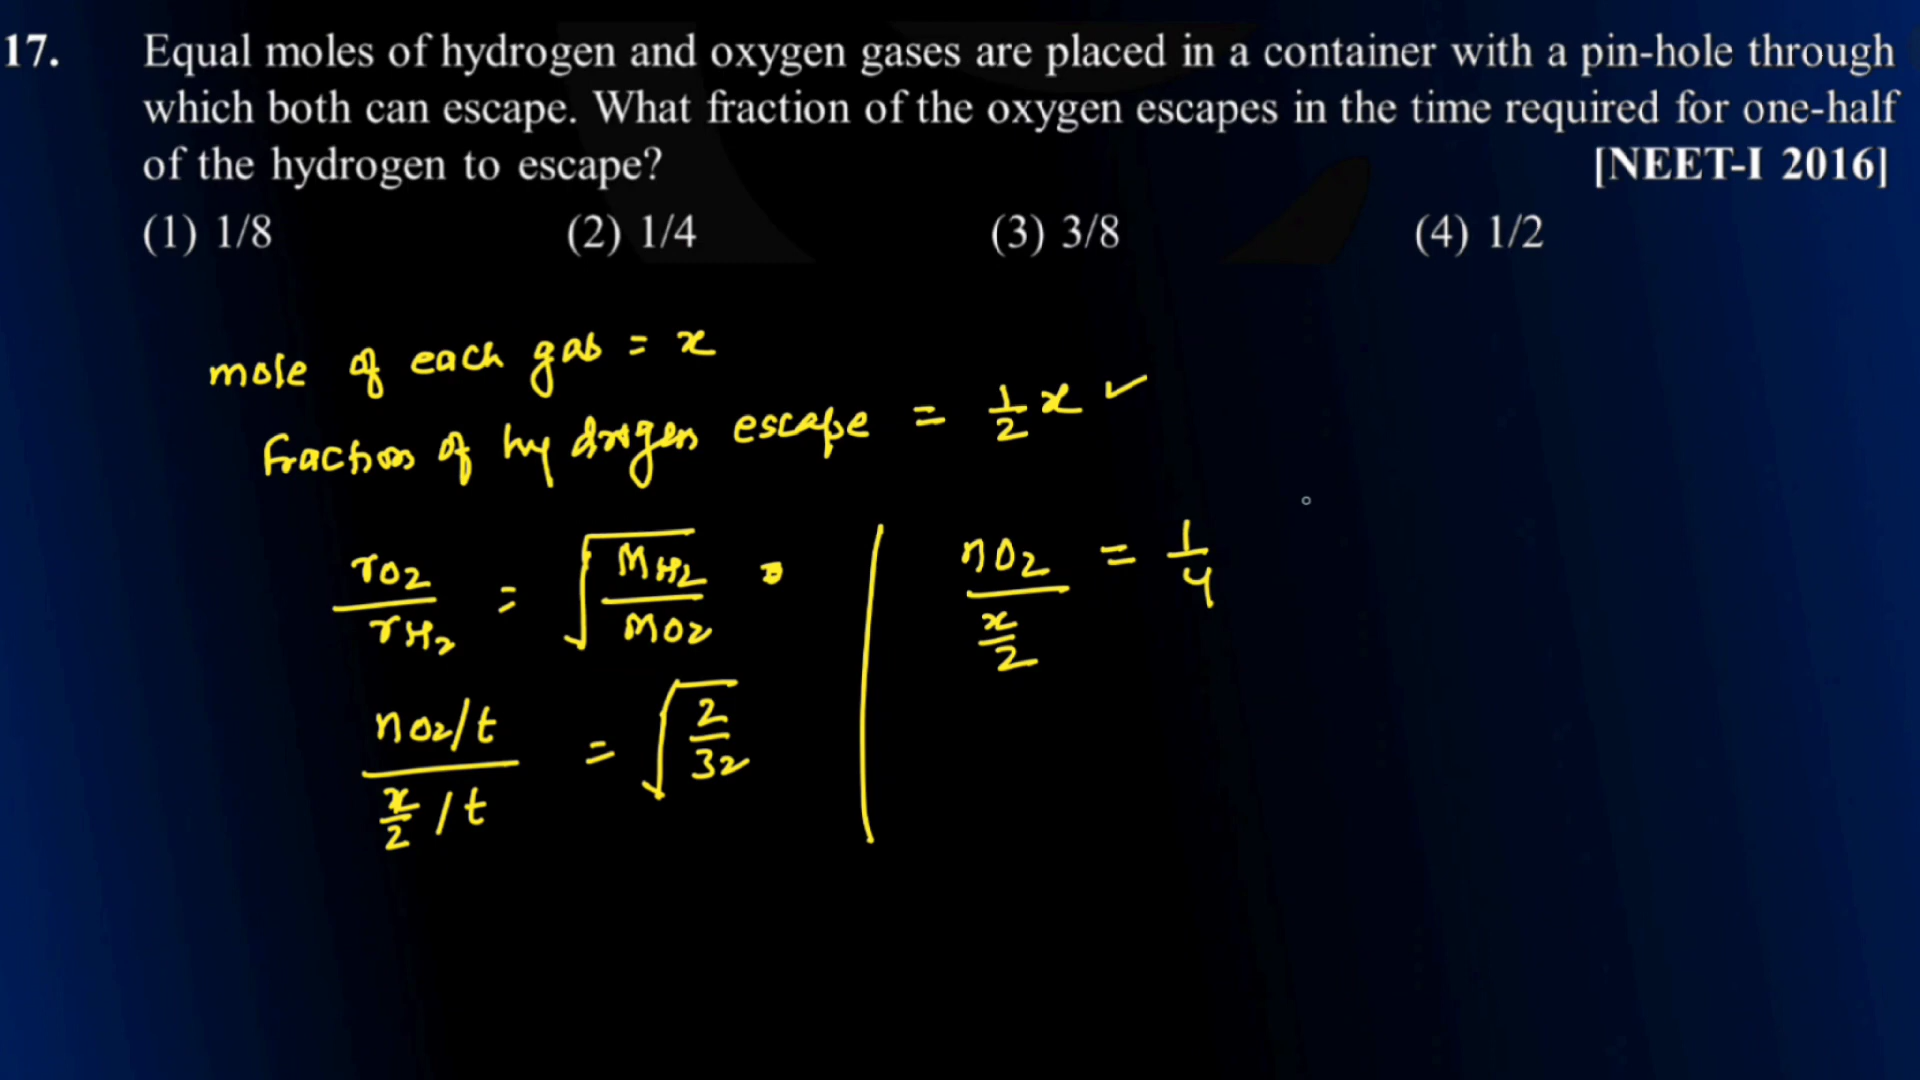 17. Equal moles of hydrogen and oxygen gases are placed in a container with a pin-hole through
which both can escape. What fraction of the oxygen escapes in the time required for one-half
of the hydrogen to escape? [NEET-I 2016]
(1) 1/8 (2) 1/4 (3) 3/8 (4) 1/2
mole of each gas = x
fraction of hydrogen escape = 1/2 x ✓
rO2/rH2 = √(MH2/MO2)
nO2/t / (x/2 /t) = √(2/32)
nO2/(x/2) = 1/4